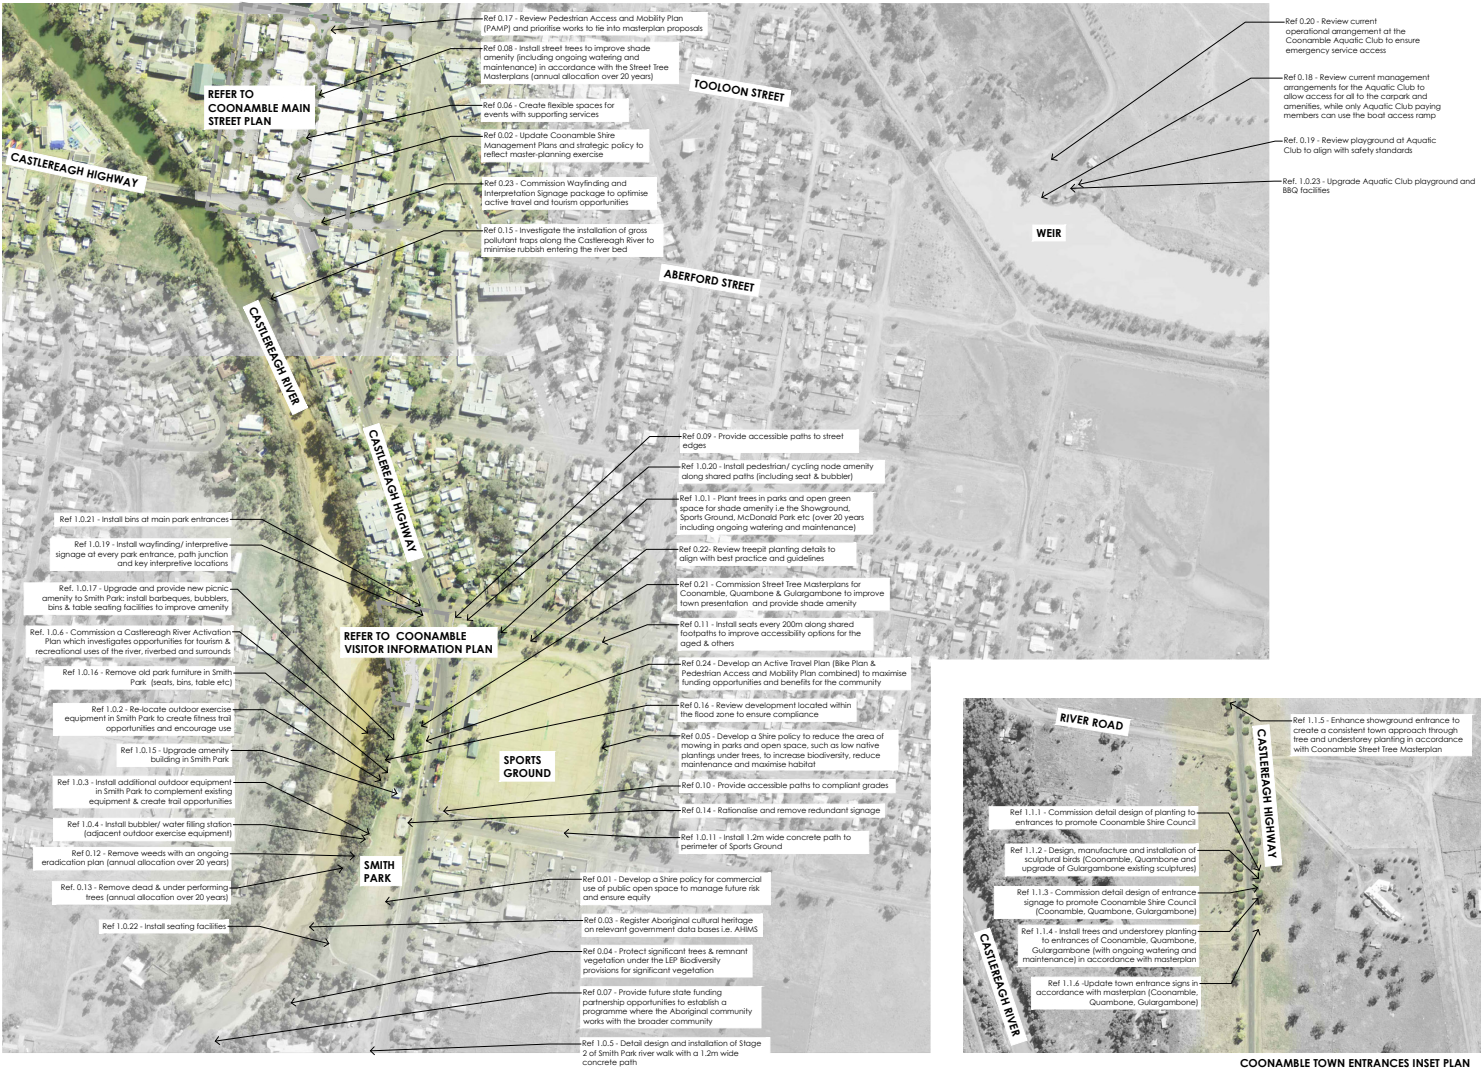 Ref 0.17 - Review Pedestrian Access and Mobility Plan
(PAMP) and prioritise works to tie into masterplan proposals
Ref 0.08 - Install street trees to improve shade
amenity (including ongoing watering and
maintenance) in accordance with the Street Tree
Masterplans (annual allocation over 20 years)
Ref 0.06 - Create flexible spaces for
events with supporting services
Ref 0.02 - Update Coonamble Shire
Management Plans and strategic policy to
reflect master-planning exercise
Ref 0.23 - Commission Wayfinding and
Interpretation Signage package to optimise
active travel and tourism opportunities
Ref 0.15 - Investigate the installation of gross
pollutant traps along the Castlereagh River to
minimise rubbish entering the river bed
REFER TO
COONAMBLE MAIN
STREET PLAN
CASTLEREAGH HIGHWAY
TOOLOON STREET
ABERFORD STREET
WEIR
Ref 0.20 - Review current
operational arrangement at the
Coonamble Aquatic Club to ensure
emergency service access
Ref 0.18 - Review current management
arrangements for the Aquatic Club to
allow access for all to the carpark and
amenities, while only Aquatic Club paying
members can use the boat access ramp
Ref. 0.19 - Review playground at Aquatic
Club to align with safety standards
Ref. 1.0.23 - Upgrade Aquatic Club playground and
BBQ facilities
CASTLEREAGH RIVER
CASTLEREAGH HIGHWAY
Ref 0.09 - Provide accessible paths to street
edges
Ref 1.0.20 - Install pedestrian/ cycling node amenity
along shared paths (including seat & bubbler)
Ref 1.0.1 - Plant trees in parks and open green
space for shade amenity i.e the Showground,
Sports Ground, McDonald Park etc (over 20 years
including ongoing watering and maintenance)
Ref 0.22- Review treepit planting details to
align with best practice and guidelines
Ref 0.21 - Commission Street Tree Masterplans for
Coonamble, Quambone & Gulargambone to improve
town presentation  and provide shade amenity
Ref 0.11 - Install seats every 200m along shared
footpaths to improve accessibility options for the
aged & others
Ref 0.24 - Develop an Active Travel Plan (Bike Plan &
Pedestrian Access and Mobility Plan combined) to maximise
funding opportunities and benefits for the community
Ref 0.16 - Review development located within
the flood zone to ensure compliance
Ref 0.05 - Develop a Shire policy to reduce the area of
mowing in parks and open space, such as low native
plantings under trees, to increase biodiversity, reduce
maintenance and maximise habitat
Ref 0.10 - Provide accessible paths to compliant grades
Ref 0.14 - Rationalise and remove redundant signage
Ref 1.0.11 - Install 1.2m wide concrete path to
perimeter of Sports Ground
Ref 1.0.21 - Install bins at main park entrances
Ref 1.0.19 - Install wayfinding/ interpretive
signage at every park entrance, path junction
and key interpretive locations
Ref. 1.0.17 - Upgrade and provide new picnic
amenity to Smith Park: install barbeques, bubblers,
bins & table seating facilities to improve amenity
Ref. 1.0.6 - Commission a Castlereagh River Activation
Plan which investigates opportunities for tourism &
recreational uses of the river, riverbed and surrounds
Ref 1.0.16 - Remove old park furniture in Smith
Park  (seats, bins, table etc)
Ref 1.0.2 - Re-locate outdoor exercise
equipment in Smith Park to create fitness trail
opportunities and encourage use
Ref 1.0.15 - Upgrade amenity
building in Smith Park
Ref 1.0.3 - Install additional outdoor equipment
in Smith Park to complement existing
equipment & create trail opportunities
Ref 1.0.4 - Install bubbler/ water filling station
(adjacent outdoor exercise equipment)
Ref 0.12 - Remove weeds with an ongoing
eradication plan (annual allocation over 20 years)
Ref. 0.13 - Remove dead & under performing
trees (annual allocation over 20 years)
Ref 1.0.22 - Install seating facilities
REFER TO  COONAMBLE
VISITOR INFORMATION PLAN
SPORTS
GROUND
SMITH
PARK
Ref 0.01 - Develop a Shire policy for commercial
use of public open space to manage future risk
and ensure equity
Ref 0.03 - Register Aboriginal cultural heritage
on relevant government data bases i.e. AHIMS
Ref 0.04 - Protect significant trees & remnant
vegetation under the LEP Biodiversity
provisions for significant vegetation
Ref 0.07 - Provide future state funding
partnership opportunities to establish a
programme where the Aboriginal community
works with the broader community
Ref 1.0.5 - Detail design and installation of Stage
2 of Smith Park river walk with a 1.2m wide
concrete path
RIVER ROAD
CASTLEREAGH HIGHWAY
CASTLEREAGH RIVER
Ref 1.1.5 - Enhance showground entrance to
create a consistent town approach through
tree and understorey planting in accordance
with Coonamble Street Tree Masterplan
Ref 1.1.1 - Commission detail design of planting to
entrances to promote Coonamble Shire Council
Ref 1.1.2 - Design, manufacture and installation of
sculptural birds (Coonamble, Quambone and
upgrade of Gulargambone existing sculptures)
Ref 1.1.3 - Commission detail design of entrance
signage to promote Coonamble Shire Council
(Coonamble, Quambone, Gulargambone)
Ref 1.1.4 - Install trees and understorey planting
to entrances of Coonamble, Quambone,
Gulargambone (with ongoing watering and
maintenance) in accordance with masterplan
Ref 1.1.6 -Update town entrance signs in
accordance with masterplan (Coonamble,
Quambone, Gulargambone)
COONAMBLE TOWN ENTRANCES INSET PLAN